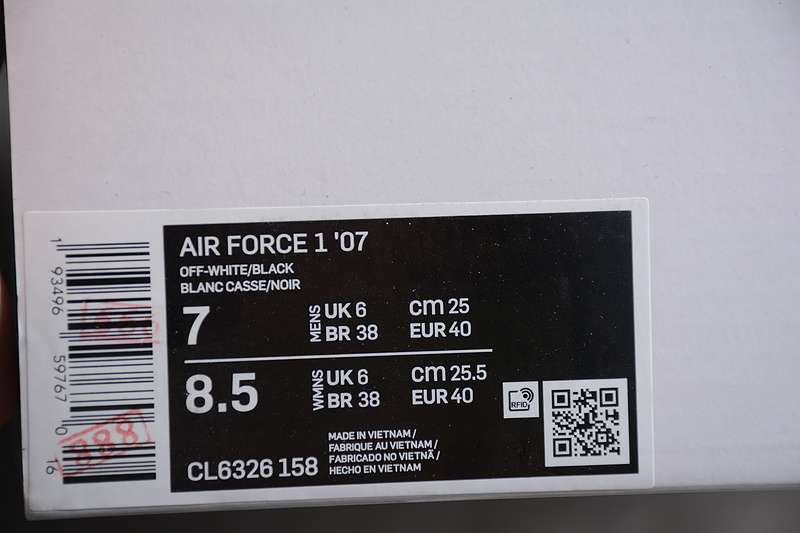 AIR FORCE 1 '07
OFF-WHITE/BLACK
BLANC CASSE/NOIR
7
MENS
UK 6 cm 25
BR 38 EUR 40
8.5
WMNS
UK 6 cm 25.5
BR 38 EUR 40
RFID
CL6326 158
MADE IN VIETNAM /
FABRIQUE AU VIETNAM /
FABRICADO NO VIETNÃ /
HECHO EN VIETNAM
1 93496 59767 0
888